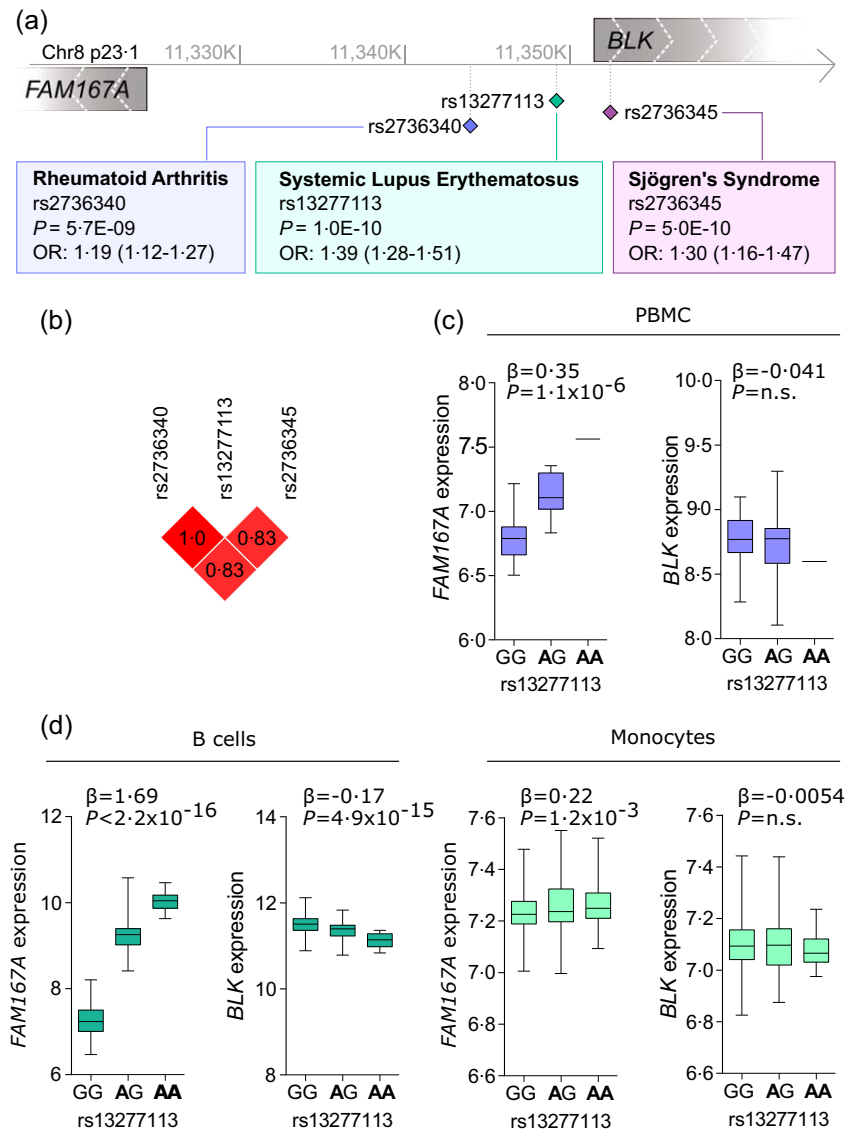 (a)
Chr8 p23·1
11,330K
11,340K
11,350K
BLK
FAM167A
rs13277113
rs2736340
rs2736345
Rheumatoid Arthritis
rs2736340
P = 5·7E-09
OR: 1·19 (1·12-1·27)
Systemic Lupus Erythematosus
rs13277113
P = 1·0E-10
OR: 1·39 (1·28-1·51)
Sjögren's Syndrome
rs2736345
P = 5·0E-10
OR: 1·30 (1·16-1·47)
(b)
rs2736340
rs13277113
rs2736345
1·0
0·83
0·83
(c)
PBMC
β=0·35
P=1·1x10⁻⁶
FAM167A expression
8·0
7·5
7·0
6·5
6·0
GG AG AA
rs13277113
β=-0·041
P=n.s.
BLK expression
10·0
9·5
9·0
8·5
8·0
GG AG AA
rs13277113
(d)
B cells
β=1·69
P<2·2x10⁻¹⁶
FAM167A expression
12
10
8
6
GG AG AA
rs13277113
β=-0·17
P=4·9x10⁻¹⁵
BLK expression
14
12
10
8
GG AG AA
rs13277113
Monocytes
β=0·22
P=1·2x10⁻³
FAM167A expression
7·6
7·4
7·2
7·0
6·8
6·6
GG AG AA
rs13277113
β=-0·0054
P=n.s.
BLK expression
7·6
7·4
7·2
7·0
6·8
6·6
GG AG AA
rs13277113